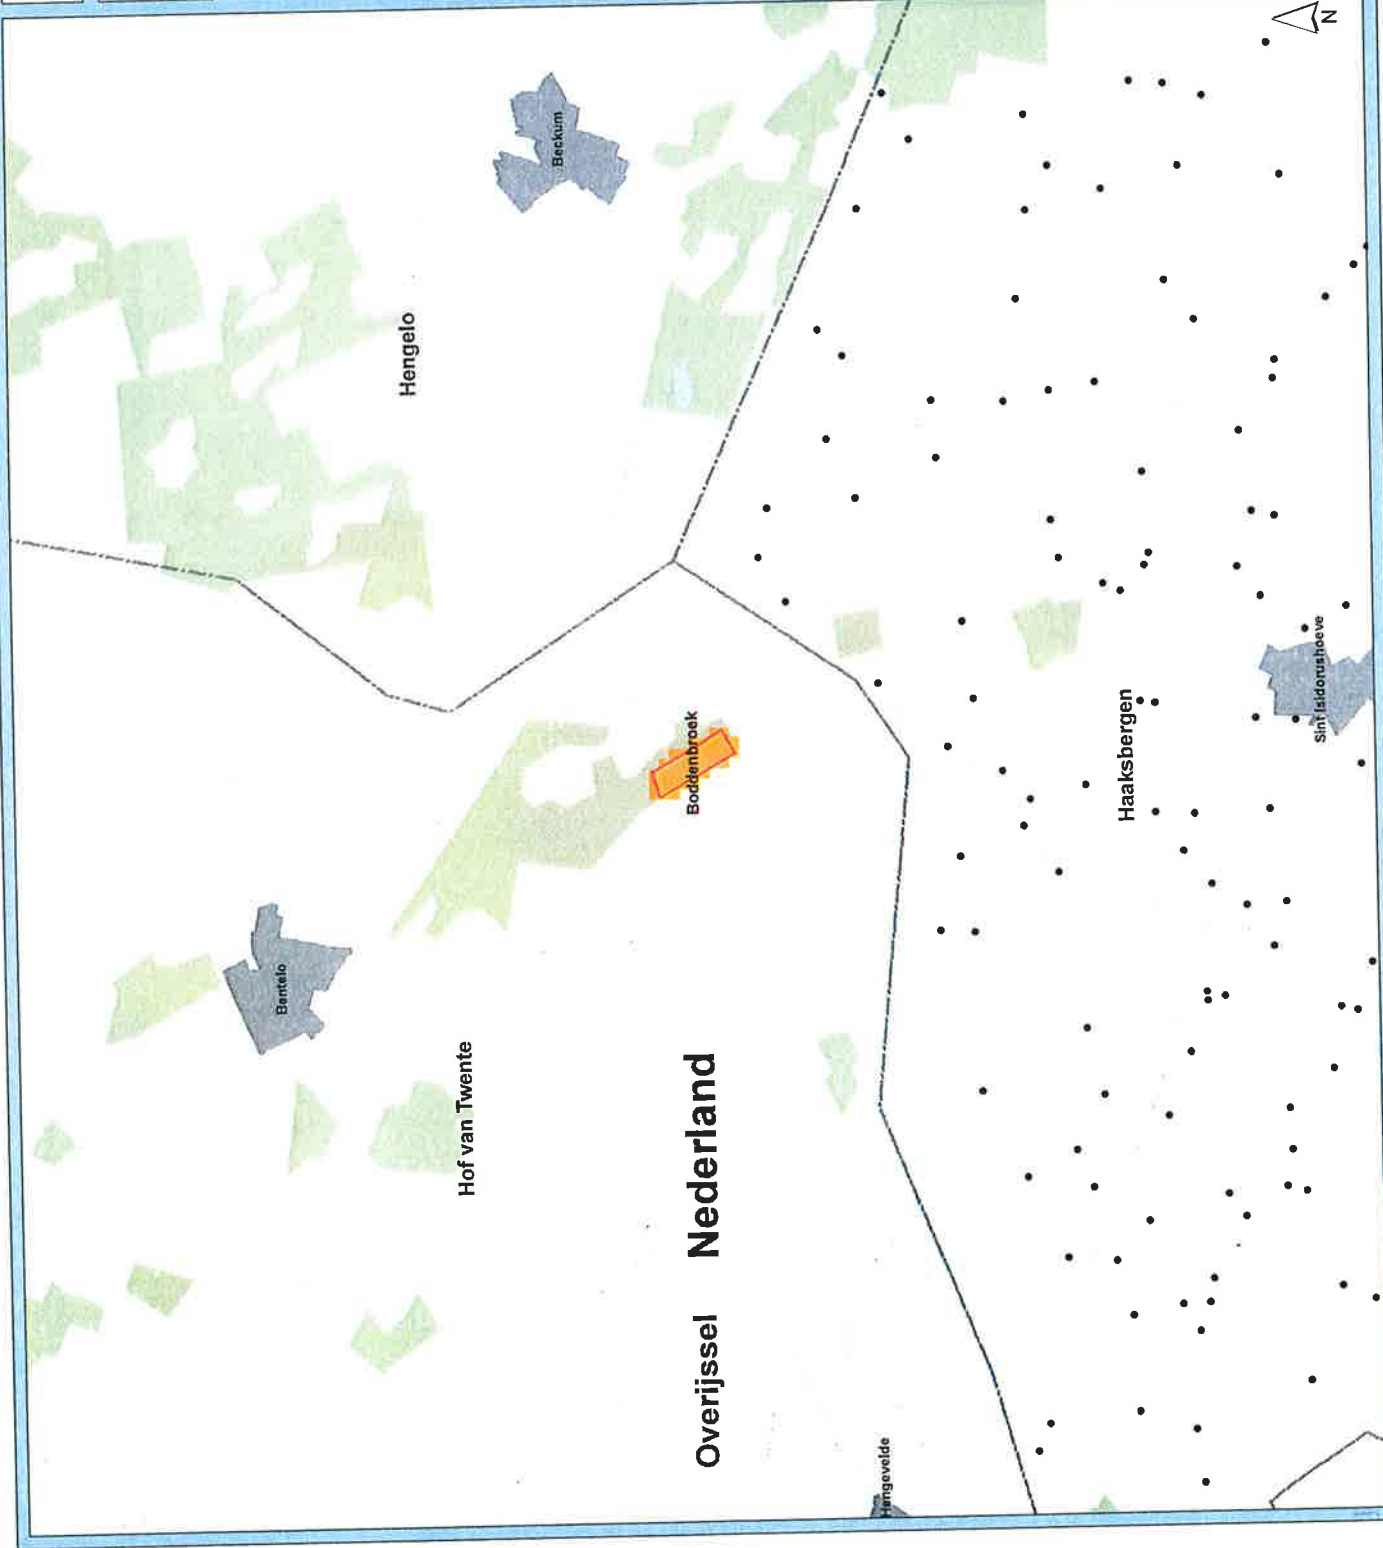 Bentelo
Hengelo
Hof van Twente
Beckum
Boddenbroek
Overijssel Nederland
Hengevelde
Haaksbergen
Sint Isidorushoeve
N